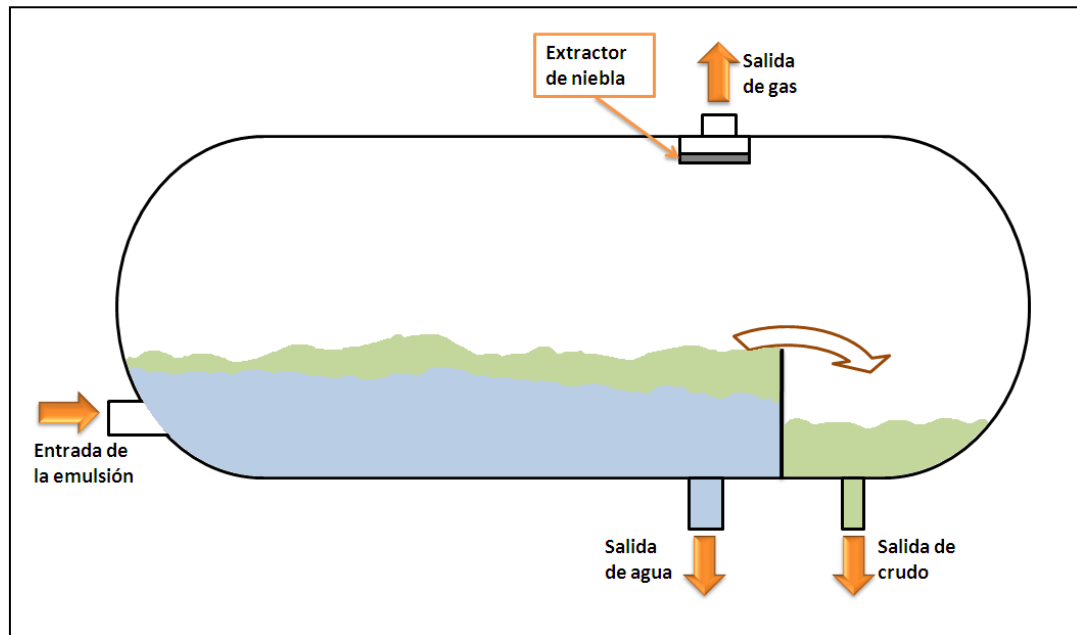 Extractor
de niebla
Salida
de gas
Entrada de
la emulsión
Salida
de agua
Salida de
crudo